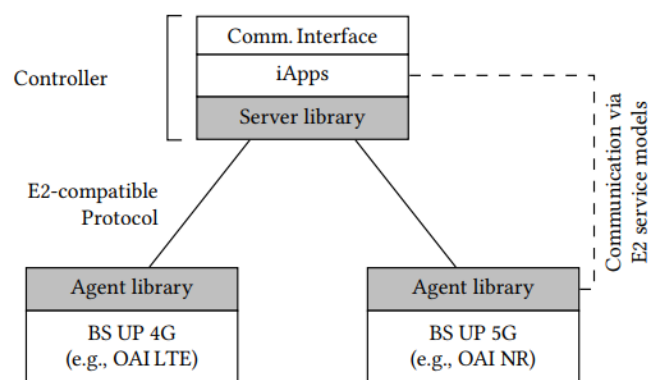 Comm. Interface
iApps
Server library
Controller
E2-compatible
Protocol
Communication via
E2 service models
Agent library
BS UP 4G
(e.g., OAI LTE)
Agent library
BS UP 5G
(e.g., OAI NR)